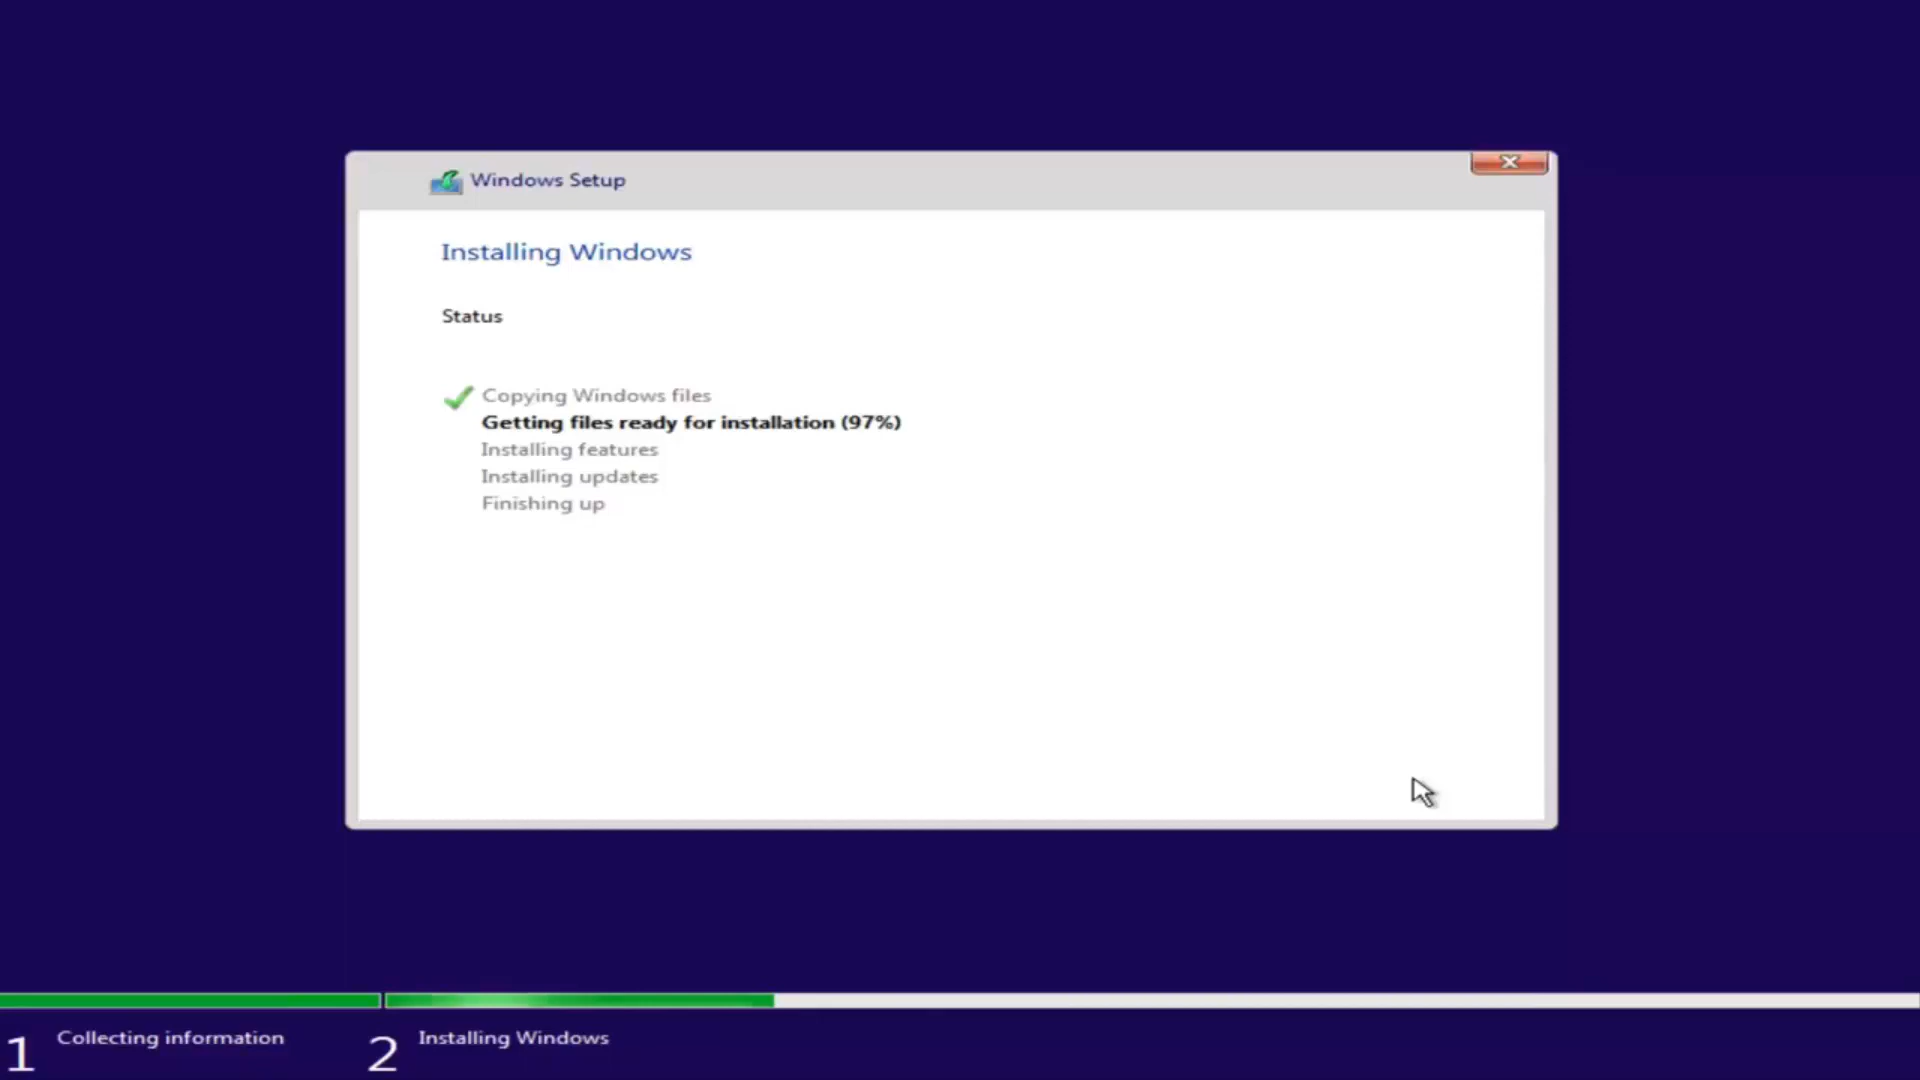 Windows Setup
Installing Windows
Status
Copying Windows files
Getting files ready for installation (97%)
Installing features
Installing updates
Finishing up
1 Collecting information
2 Installing Windows